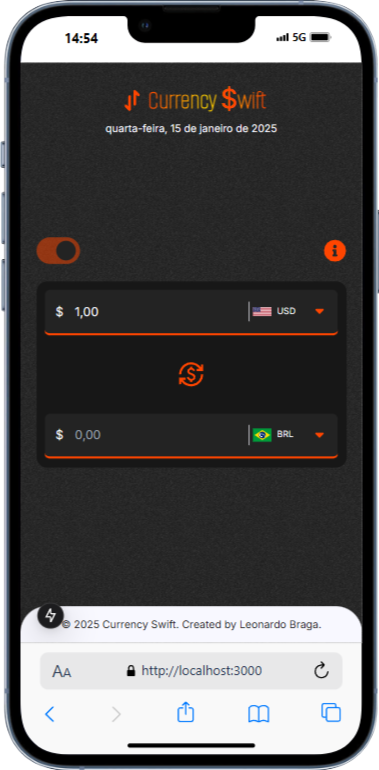 14:54
5G
Currency $wift
quarta-feira, 15 de janeiro de 2025
$ 1,00 USD
$ 0,00 BRL
© 2025 Currency Swift. Created by Leonardo Braga.
AA http://localhost:3000